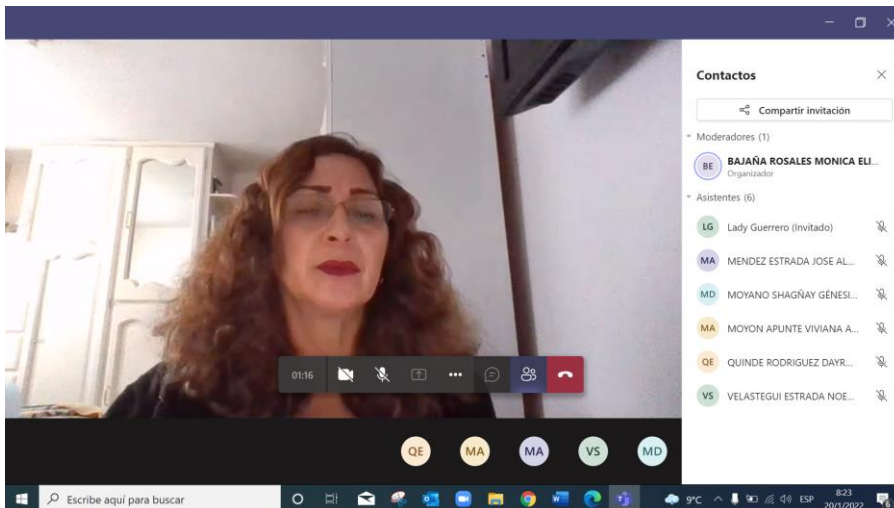 Contactos
Compartir invitación
Moderadores (1)
BE
BAJAÑA ROSALES MONICA ELI...
Organizador
Asistentes (6)
LG Lady Guerrero (Invitado)
MA MENDEZ ESTRADA JOSE AL...
MD MOYANO SHAGÑAY GÉNESI...
MA MOYON APUNTE VIVIANA A...
QE QUINDE RODRIGUEZ DAYR...
VS VELASTEGUI ESTRADA NOE...
01:16
QE MA MA VS MD
Escribe aquí para buscar
9°C ESP 8:23
20/1/2022